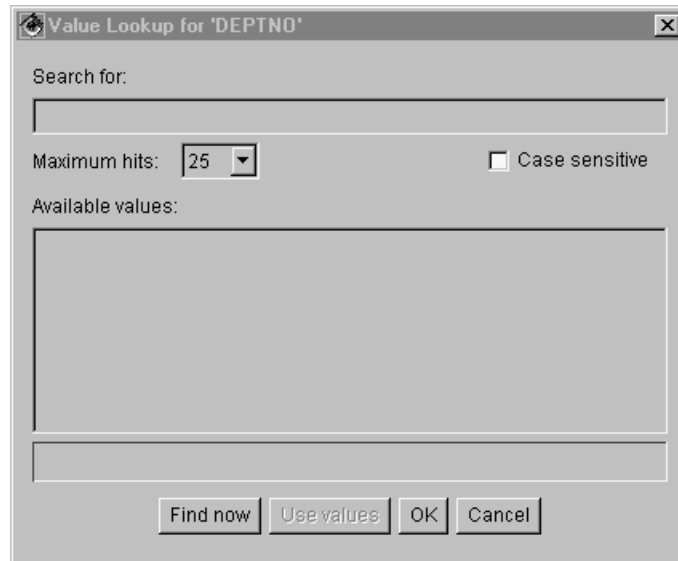 Value Lookup for 'DEPTNO'
Search for:
Maximum hits: 25 Case sensitive
Available values:
Find now Use values OK Cancel